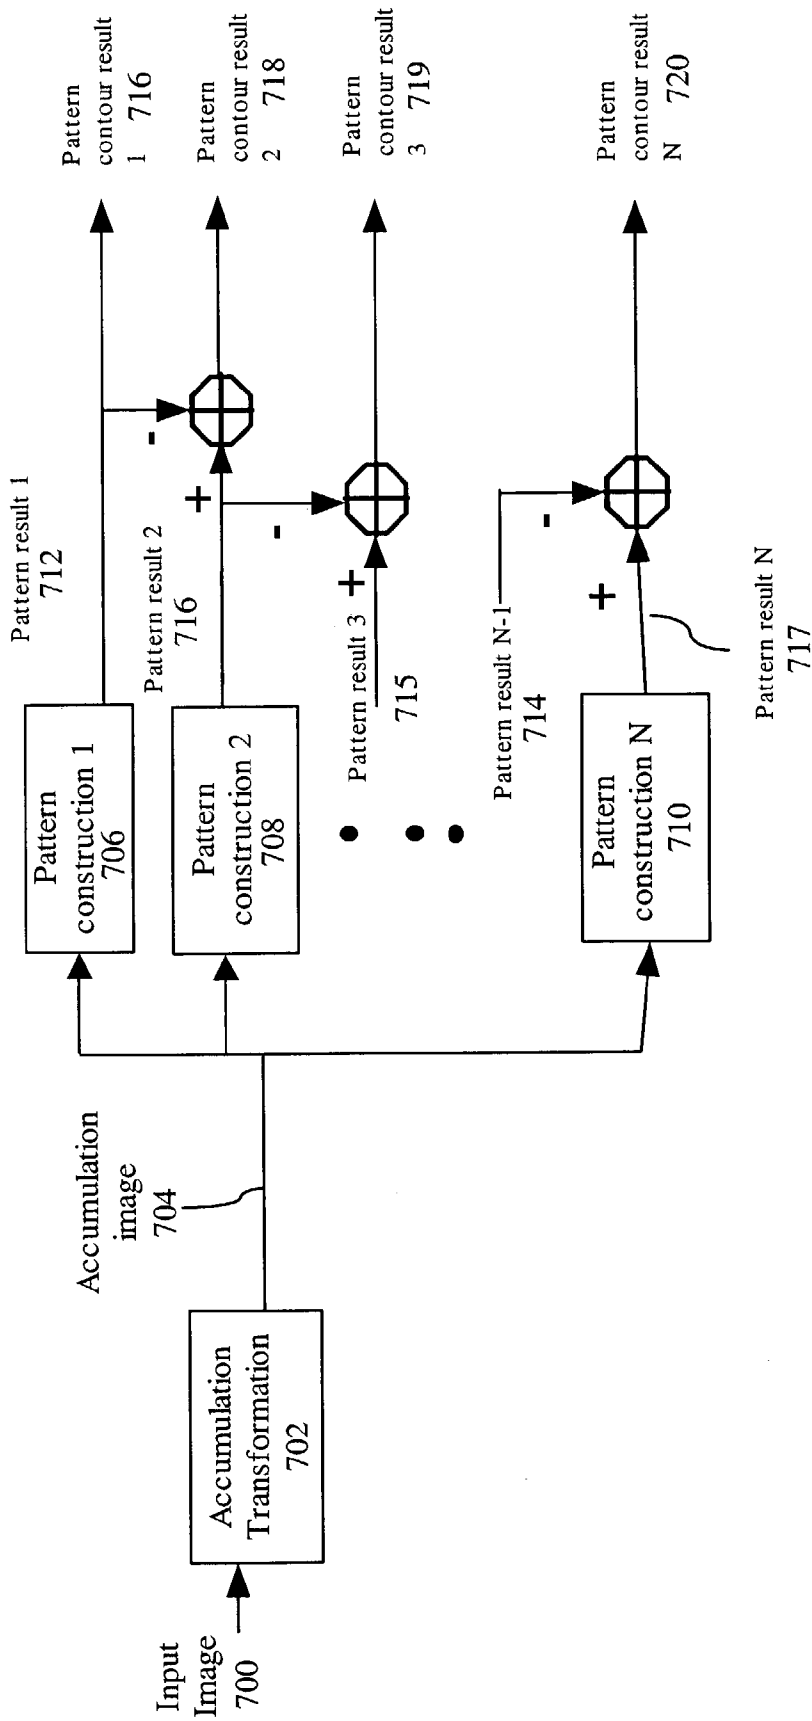 Input
Image
700
Accumulation
Transformation
702
Accumulation
image
704
Pattern
construction 1
706
Pattern
construction 2
708
Pattern
construction N
710
Pattern result 1
712
Pattern result 2
716
Pattern result 3
715
Pattern result N-1
714
Pattern result N
717
-
+
-
+
-
+
Pattern
contour result
1 716
Pattern
contour result
2 718
Pattern
contour result
3 719
Pattern
contour result
N 720